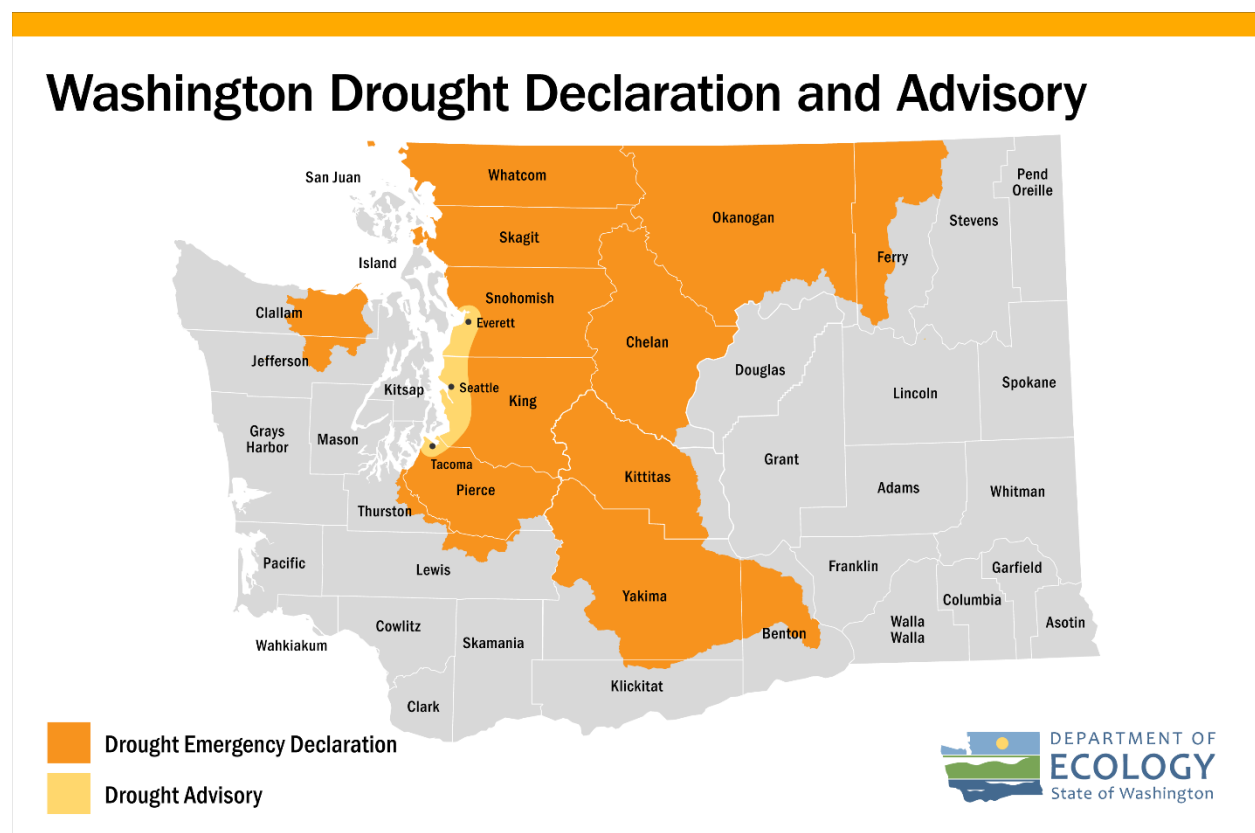 Washington Drought Declaration and Advisory
San Juan
Whatcom
Pend
Oreille
Okanogan
Stevens
Skagit
Island
Ferry
Snohomish
Clallam
Everett
Chelan
Jefferson
Douglas
Seattle
Kitsap
King
Lincoln
Spokane
Grays
Harbor
Mason
Tacoma
Grant
Kittitas
Pierce
Adams
Whitman
Thurston
Pacific
Lewis
Franklin
Garfield
Yakima
Columbia
Cowlitz
Benton
Walla
Walla
Asotin
Wahkiakum
Skamania
Klickitat
Clark
Drought Emergency Declaration
Drought Advisory
DEPARTMENT OF
ECOLOGY
State of Washington